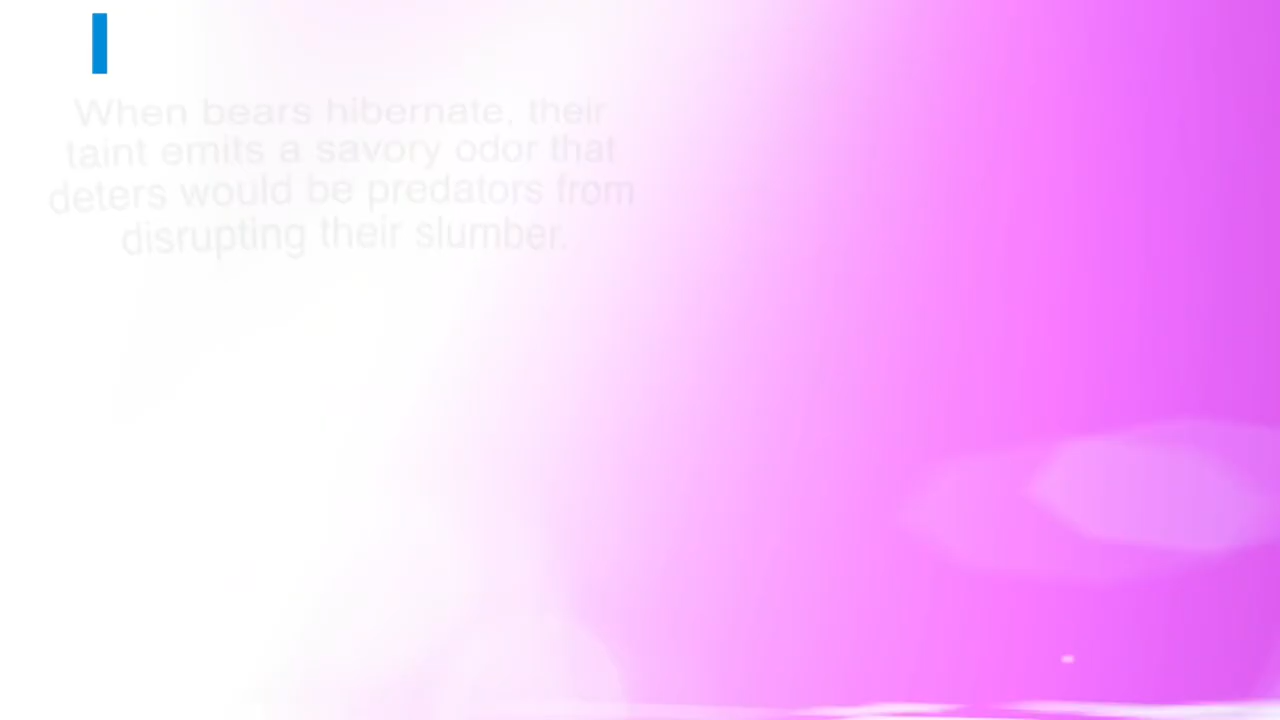 When bears hibernate, their
taint emits a savory odor that
deters would be predators from
disrupting their slumber.